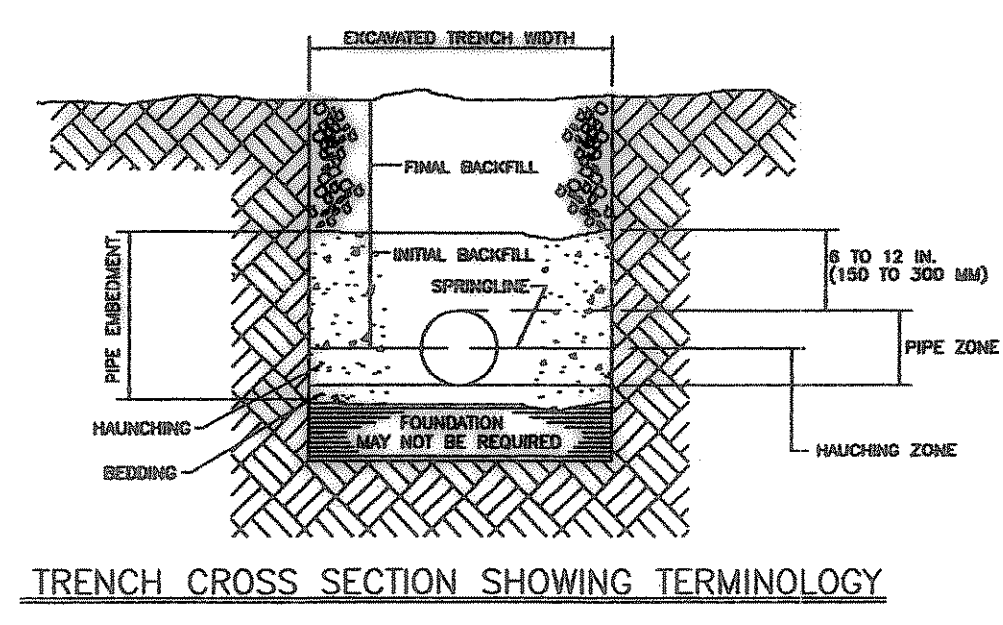 EXCAVATED TRENCH WIDTH
FINAL BACKFILL
INITIAL BACKFILL
SPRINGLINE
PIPE EMBEDMENT
6 TO 12 IN.
(150 TO 300 MM)
PIPE ZONE
HAUNCHING
BEDDING
FOUNDATION
MAY NOT BE REQUIRED
HAUCHING ZONE
TRENCH CROSS SECTION SHOWING TERMINOLOGY